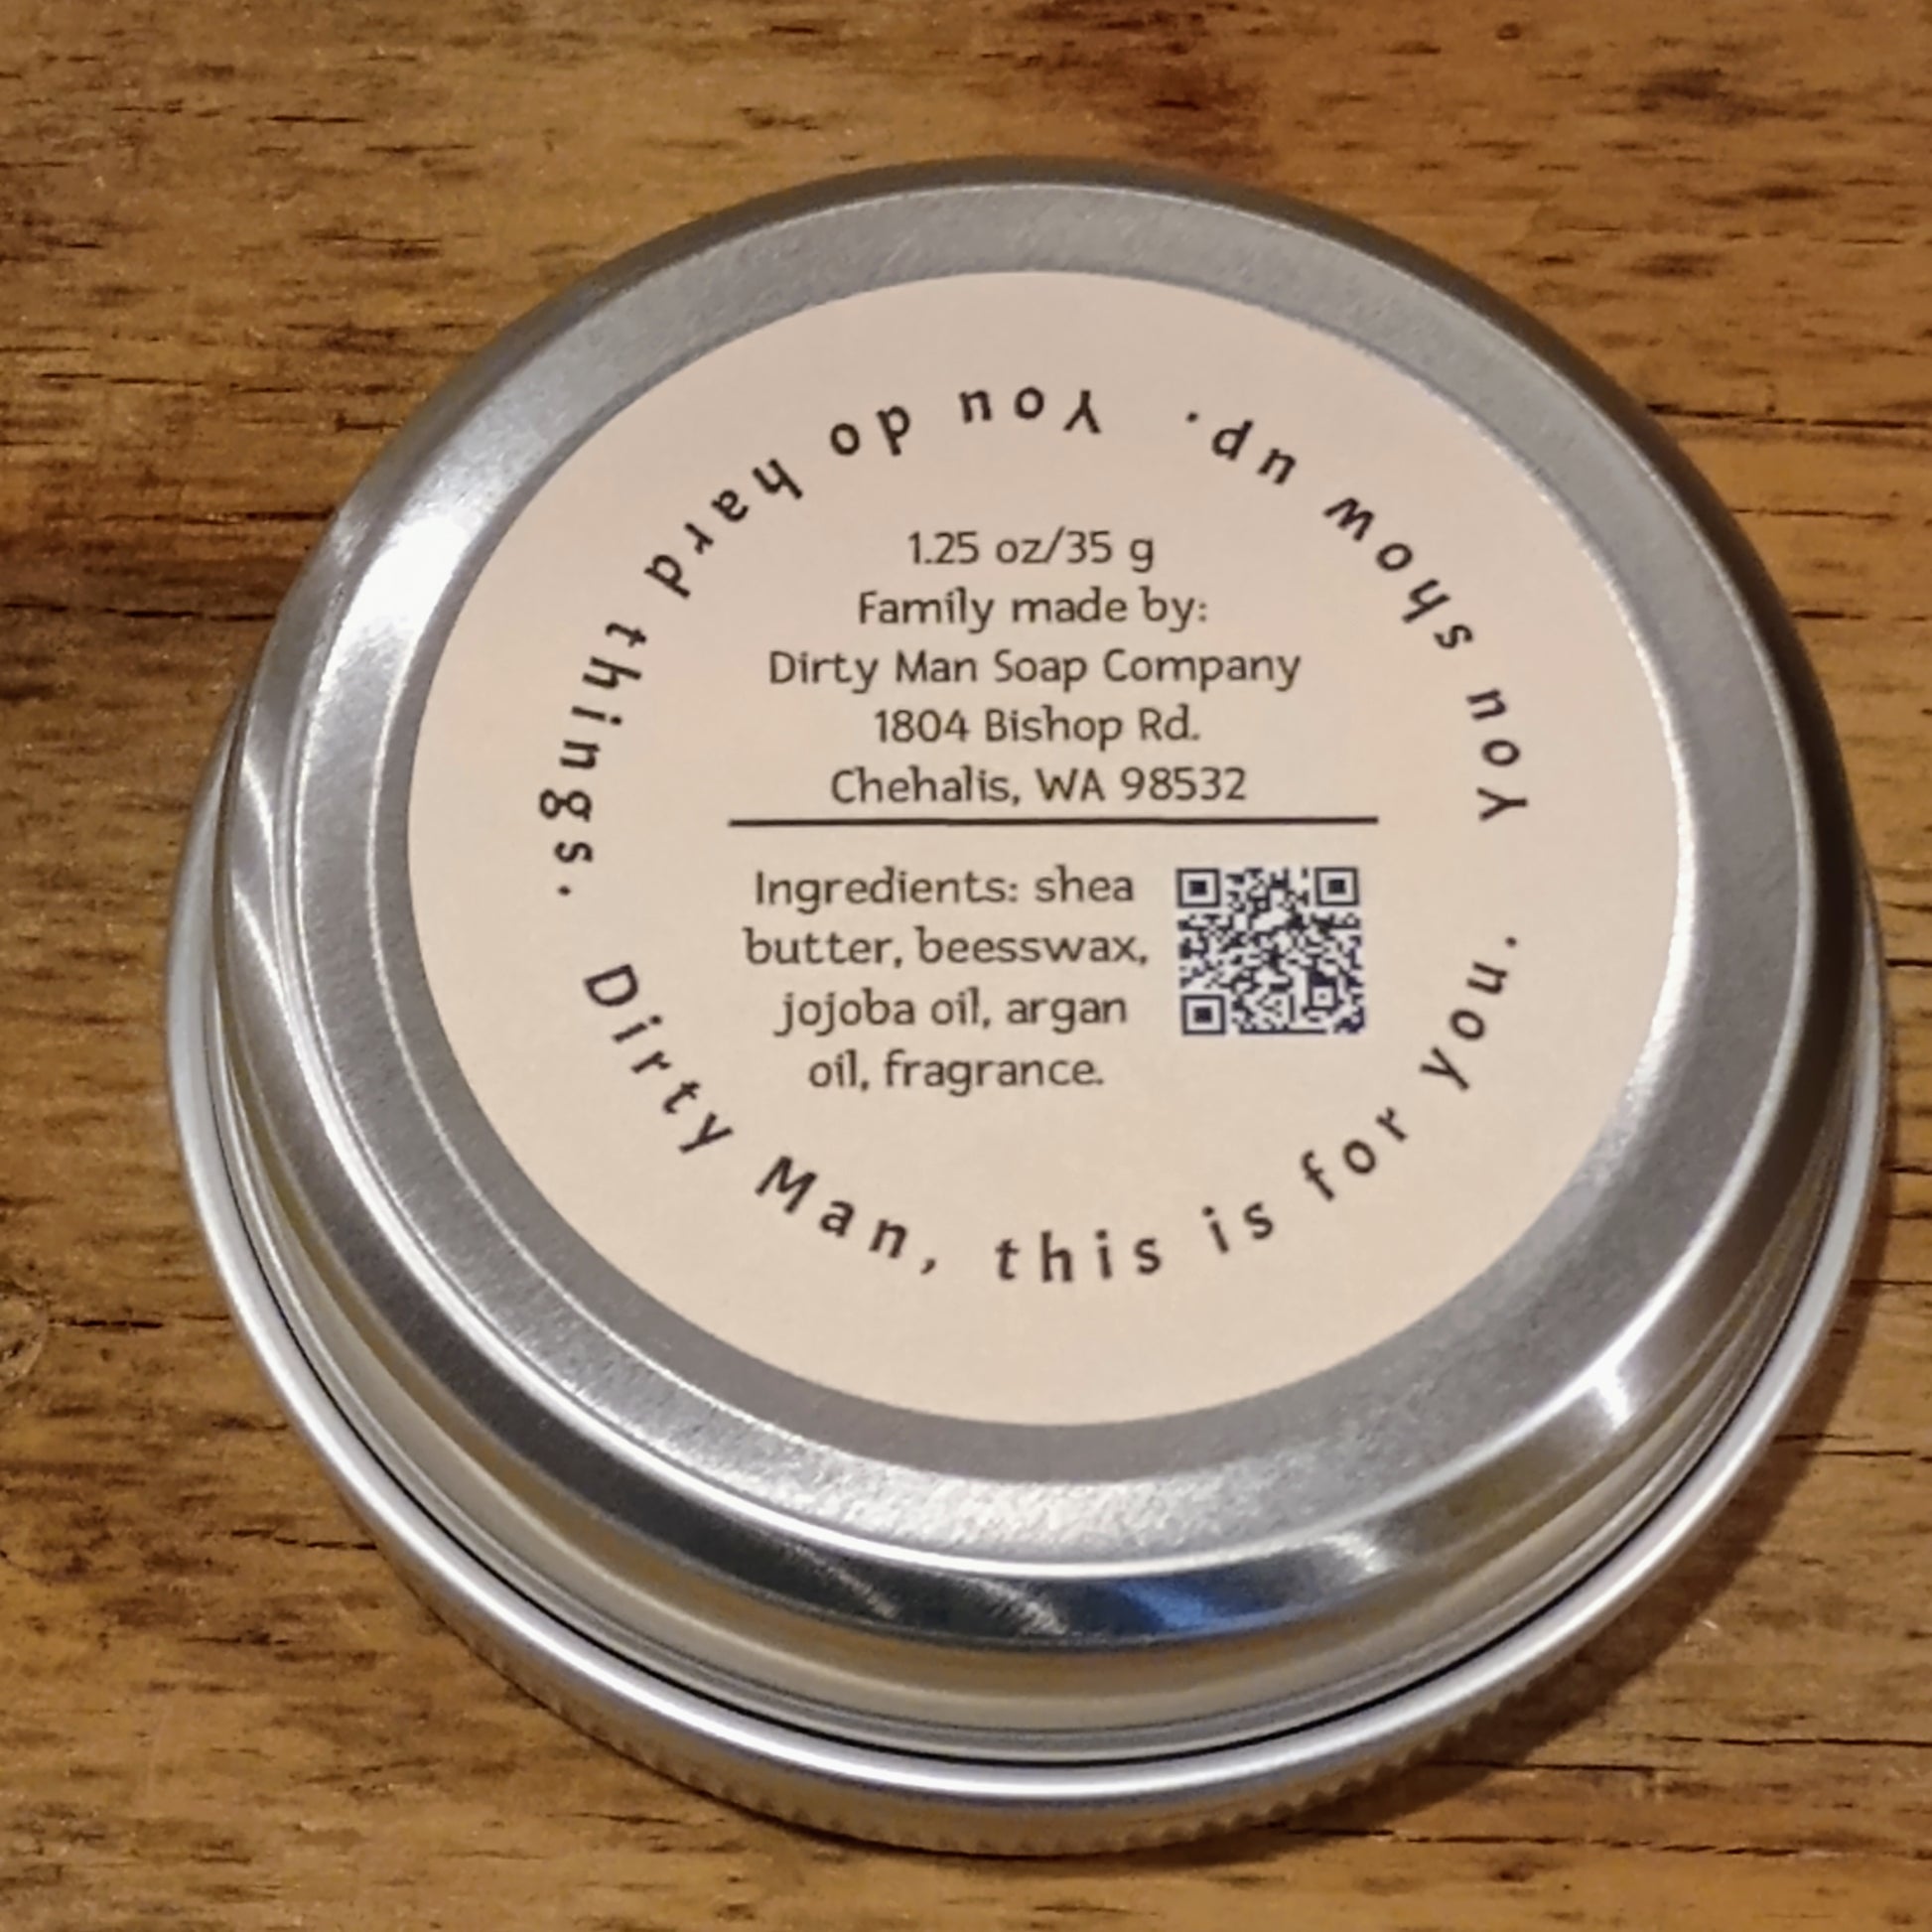 You show up. You do hard things. Dirty Man, this is for you.
1.25 oz/35 g
Family made by:
Dirty Man Soap Company
1804 Bishop Rd.
Chehalis, WA 98532
Ingredients: shea
butter, beesswax,
jojoba oil, argan
oil, fragrance.